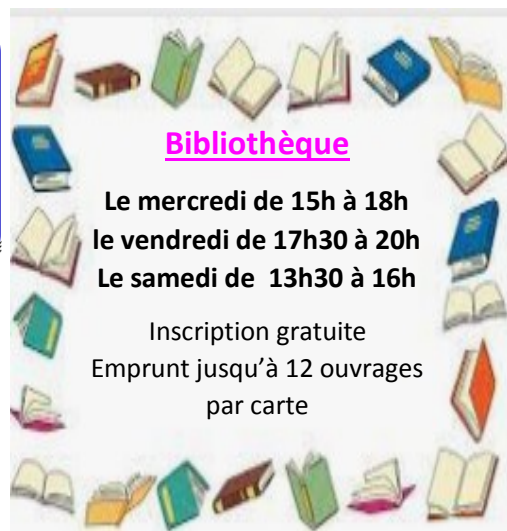 Bibliothèque
Le mercredi de 15h à 18h
le vendredi de 17h30 à 20h
Le samedi de 13h30 à 16h
Inscription gratuite
Emprunt jusqu’à 12 ouvrages
par carte